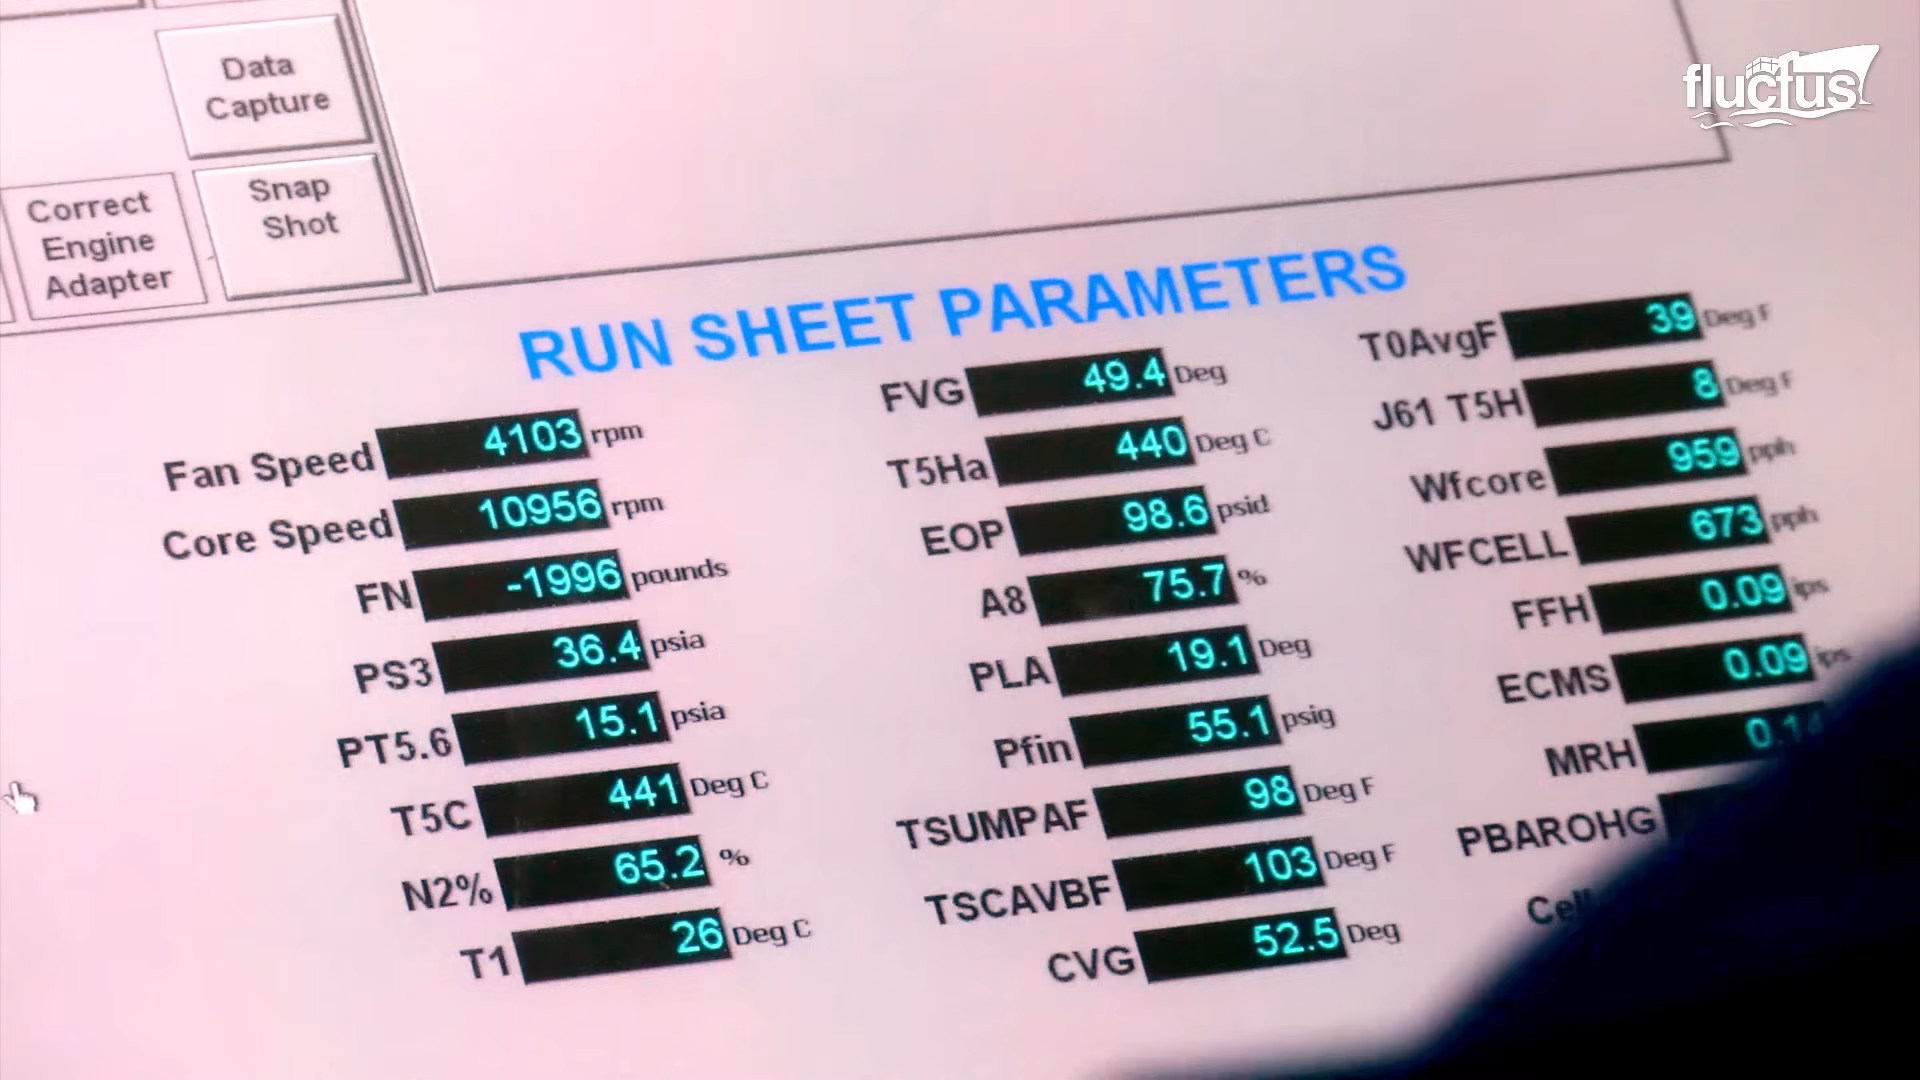 fluctus
Data
Capture
Correct
Engine
Adapter
Snap
Shot
RUN SHEET PARAMETERS
Fan Speed 4103 rpm
Core Speed 10956 rpm
FN -1996 pounds
PS3 36.4 psia
PT5.6 15.1 psia
T5C 441 Deg C
N2% 65.2 %
T1 26 Deg C
FVG 49.4 Deg
T5Ha 440 Deg C
EOP 98.6 psid
A8 75.7 %
PLA 19.1 Deg
Pfin 55.1 psig
TSUMPAF 98 Deg F
TSCAVBF 103 Deg F
CVG 52.5 Deg
T0AvgF 39 Deg F
J61 T5H 8 Deg F
Wfcore 959 pph
WFCELL 673 pph
FFH 0.09 ips
ECMS 0.09 ips
MRH
PBAROHG